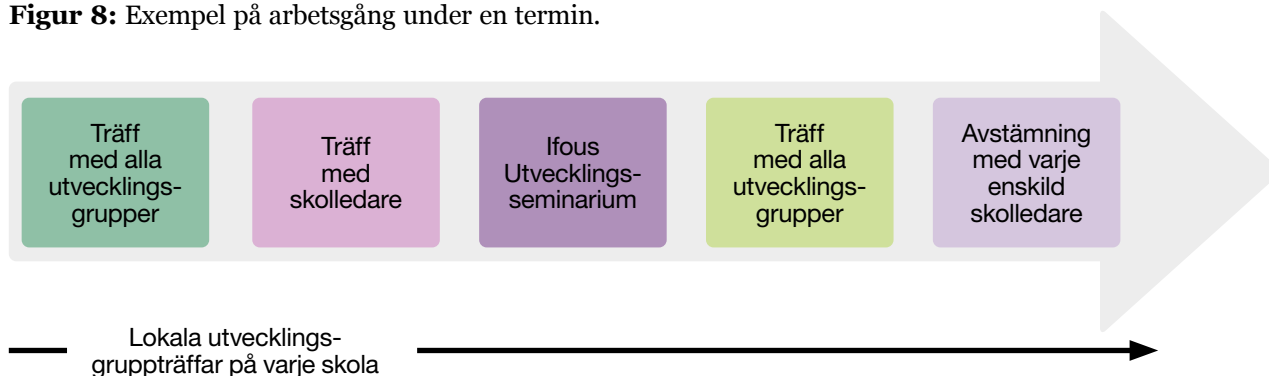 Figur 8: Exempel på arbetsgång under en termin.
Träff
med alla
utvecklings-
grupper
Träff
med
skolledare
Ifous
Utvecklings-
seminarium
Träff
med alla
utvecklings-
grupper
Avstämning
med varje
enskild
skolledare
Lokala utvecklings-
gruppträffar på varje skola